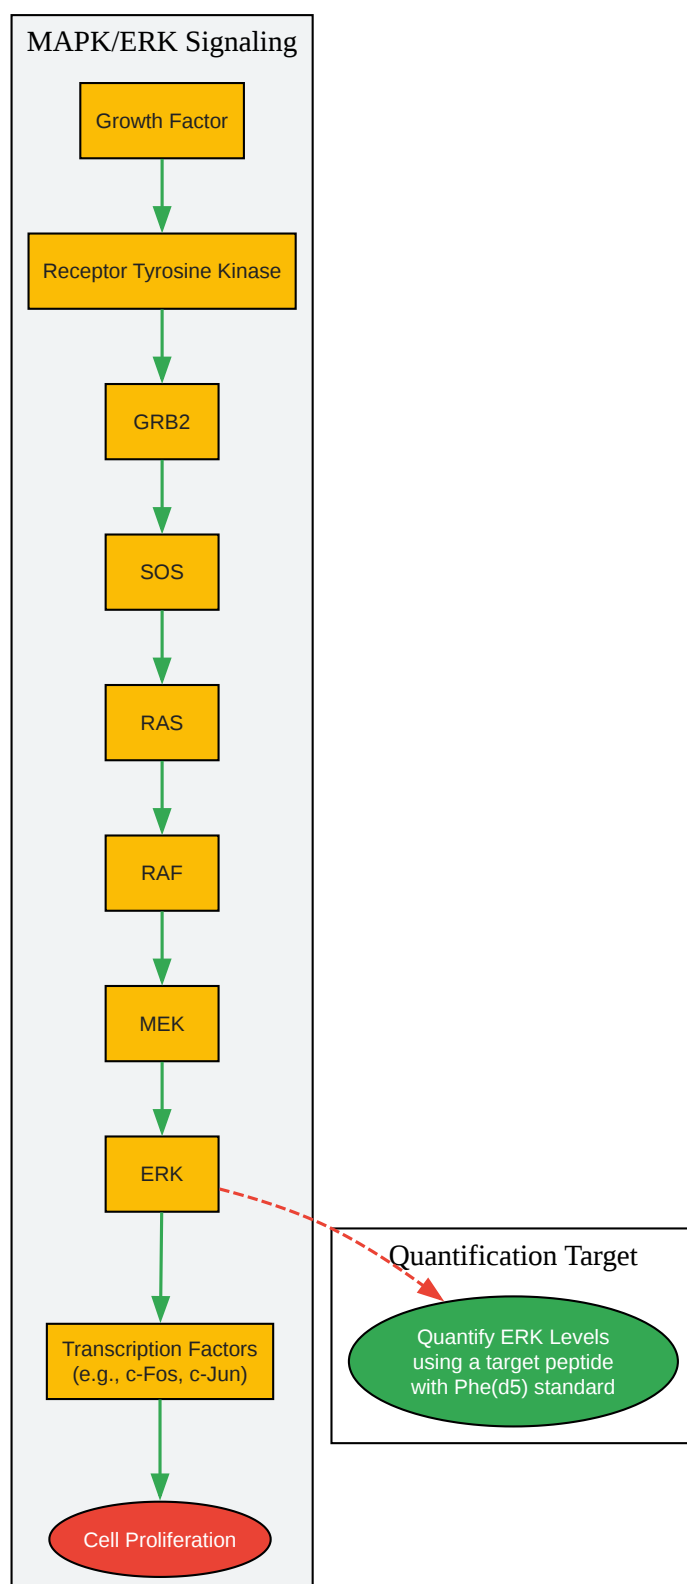 MAPK/ERK Signaling
Growth Factor
Receptor Tyrosine Kinase
GRB2
SOS
RAS
RAF
MEK
ERK
Quantification Target
Quantify ERK Levels
using a target peptide
with Phe(d5) standard
Transcription Factors
(e.g., c-Fos, c-Jun)
Cell Proliferation